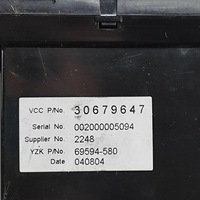 VCC P/No. 30679647
Serial No. 002000005094
Supplier No. 2248
YZK P/No. 69594-580
Date 040804